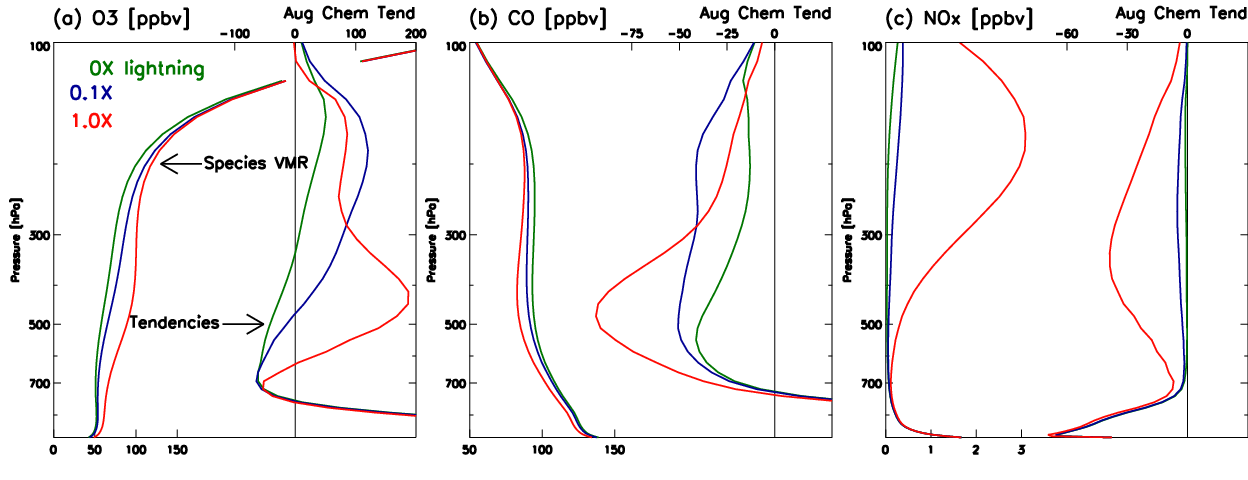 (a) O3 [ppbv] Aug Chem Tend
−100 0 100 200
100
300
500
700
Pressure [hPa]
0X lightning
0.1X
1.0X
Species VMR
Tendencies
0 50 100 150
(b) CO [ppbv] Aug Chem Tend
−75 −50 −25 0
100
300
500
700
Pressure [hPa]
50 100 150
(c) NOx [ppbv] Aug Chem Tend
−60 −30 0
100
300
500
700
Pressure [hPa]
0 1 2 3